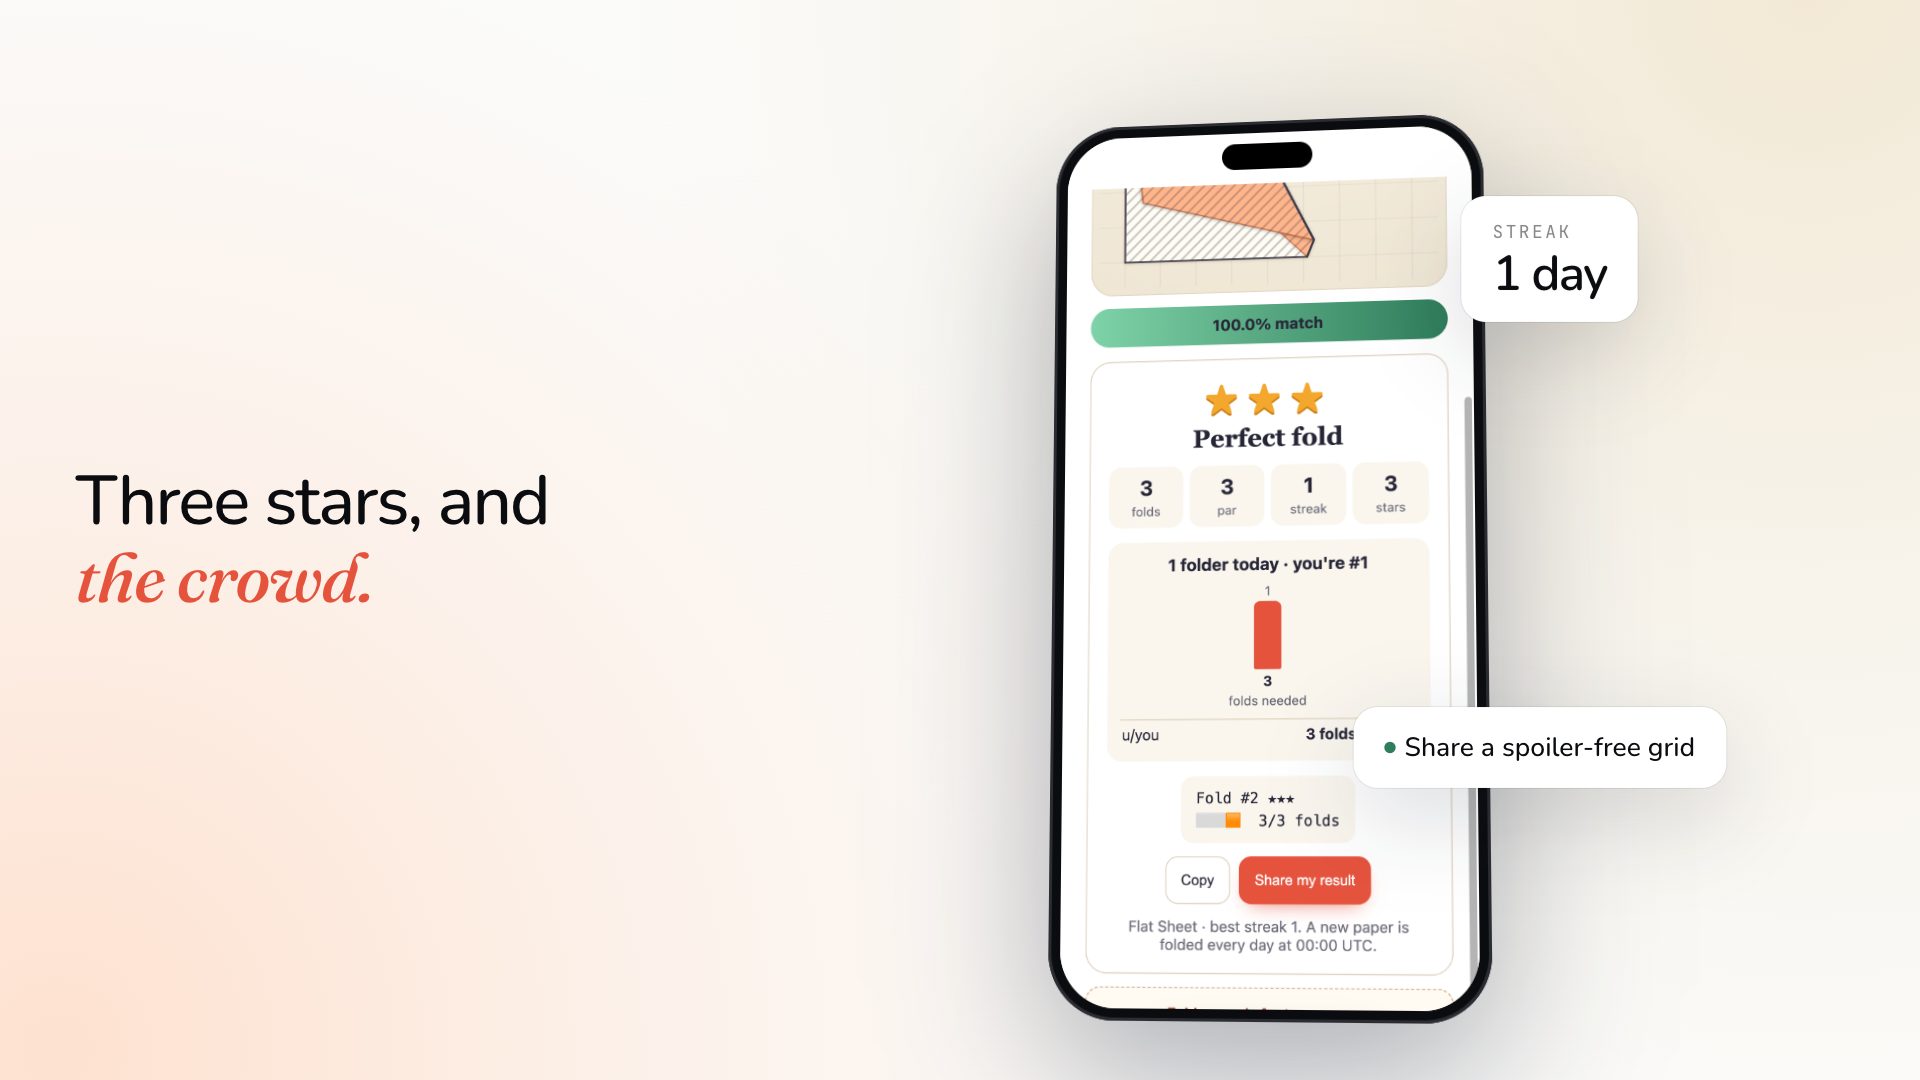 Three stars, and
the crowd.
STREAK
1 day
100.0% match
Perfect fold
3 3 1 3
folds par streak stars
1 folder today · you're #1
1
3
folds needed
u/you 3 folds
Share a spoiler-free grid
Fold #2 ★★★
3/3 folds
Copy Share my result
Flat Sheet · best streak 1. A new paper is
folded every day at 00:00 UTC.